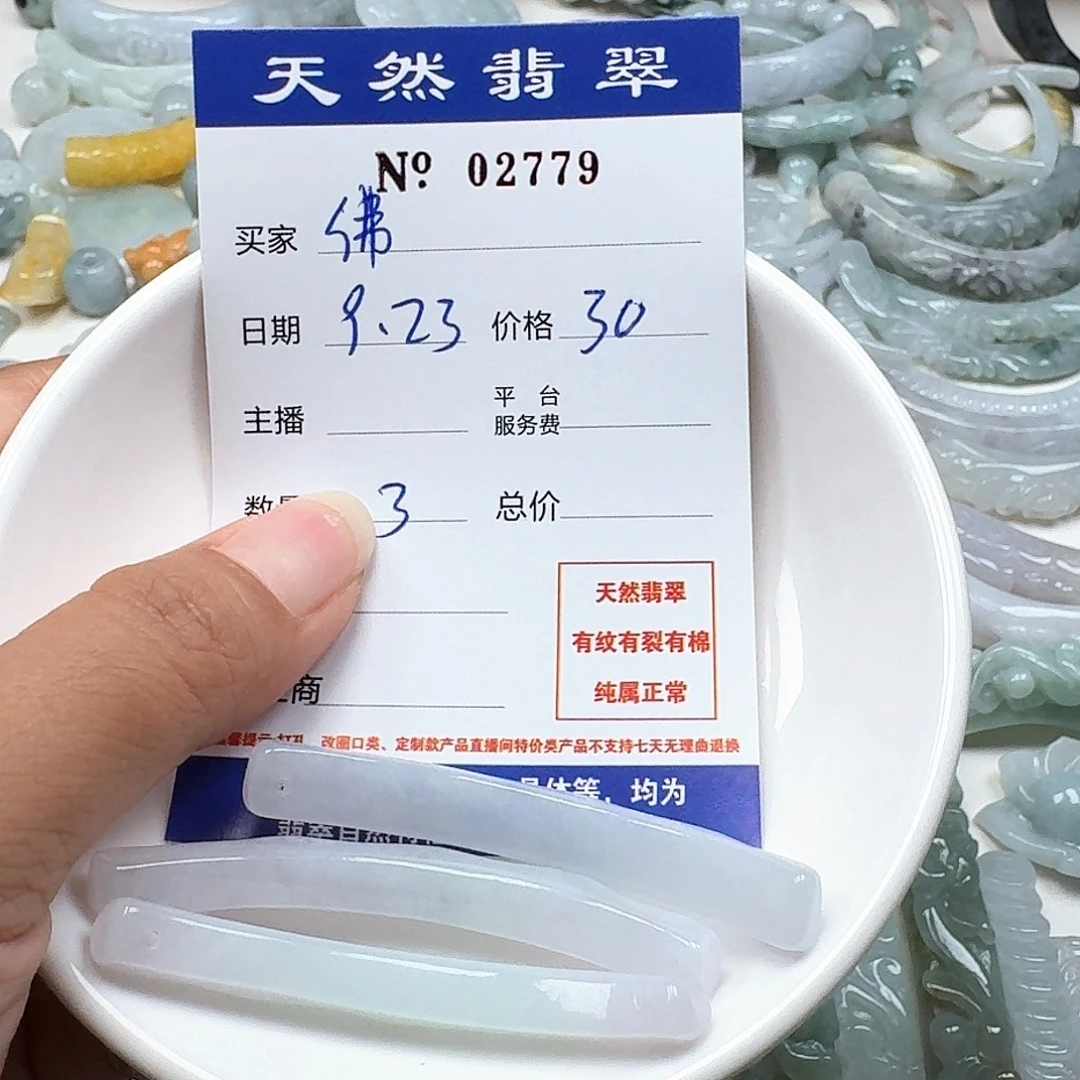 天然翡翠
Nº 02779
买家 佛
日期 9.23 价格 30
主播 平台服务费
数 3 总价
商
天然翡翠
有纹有裂有棉
纯属正常
改圈口类、定制款产品直播间特价类产品不支持七天无理由退换
等,均为